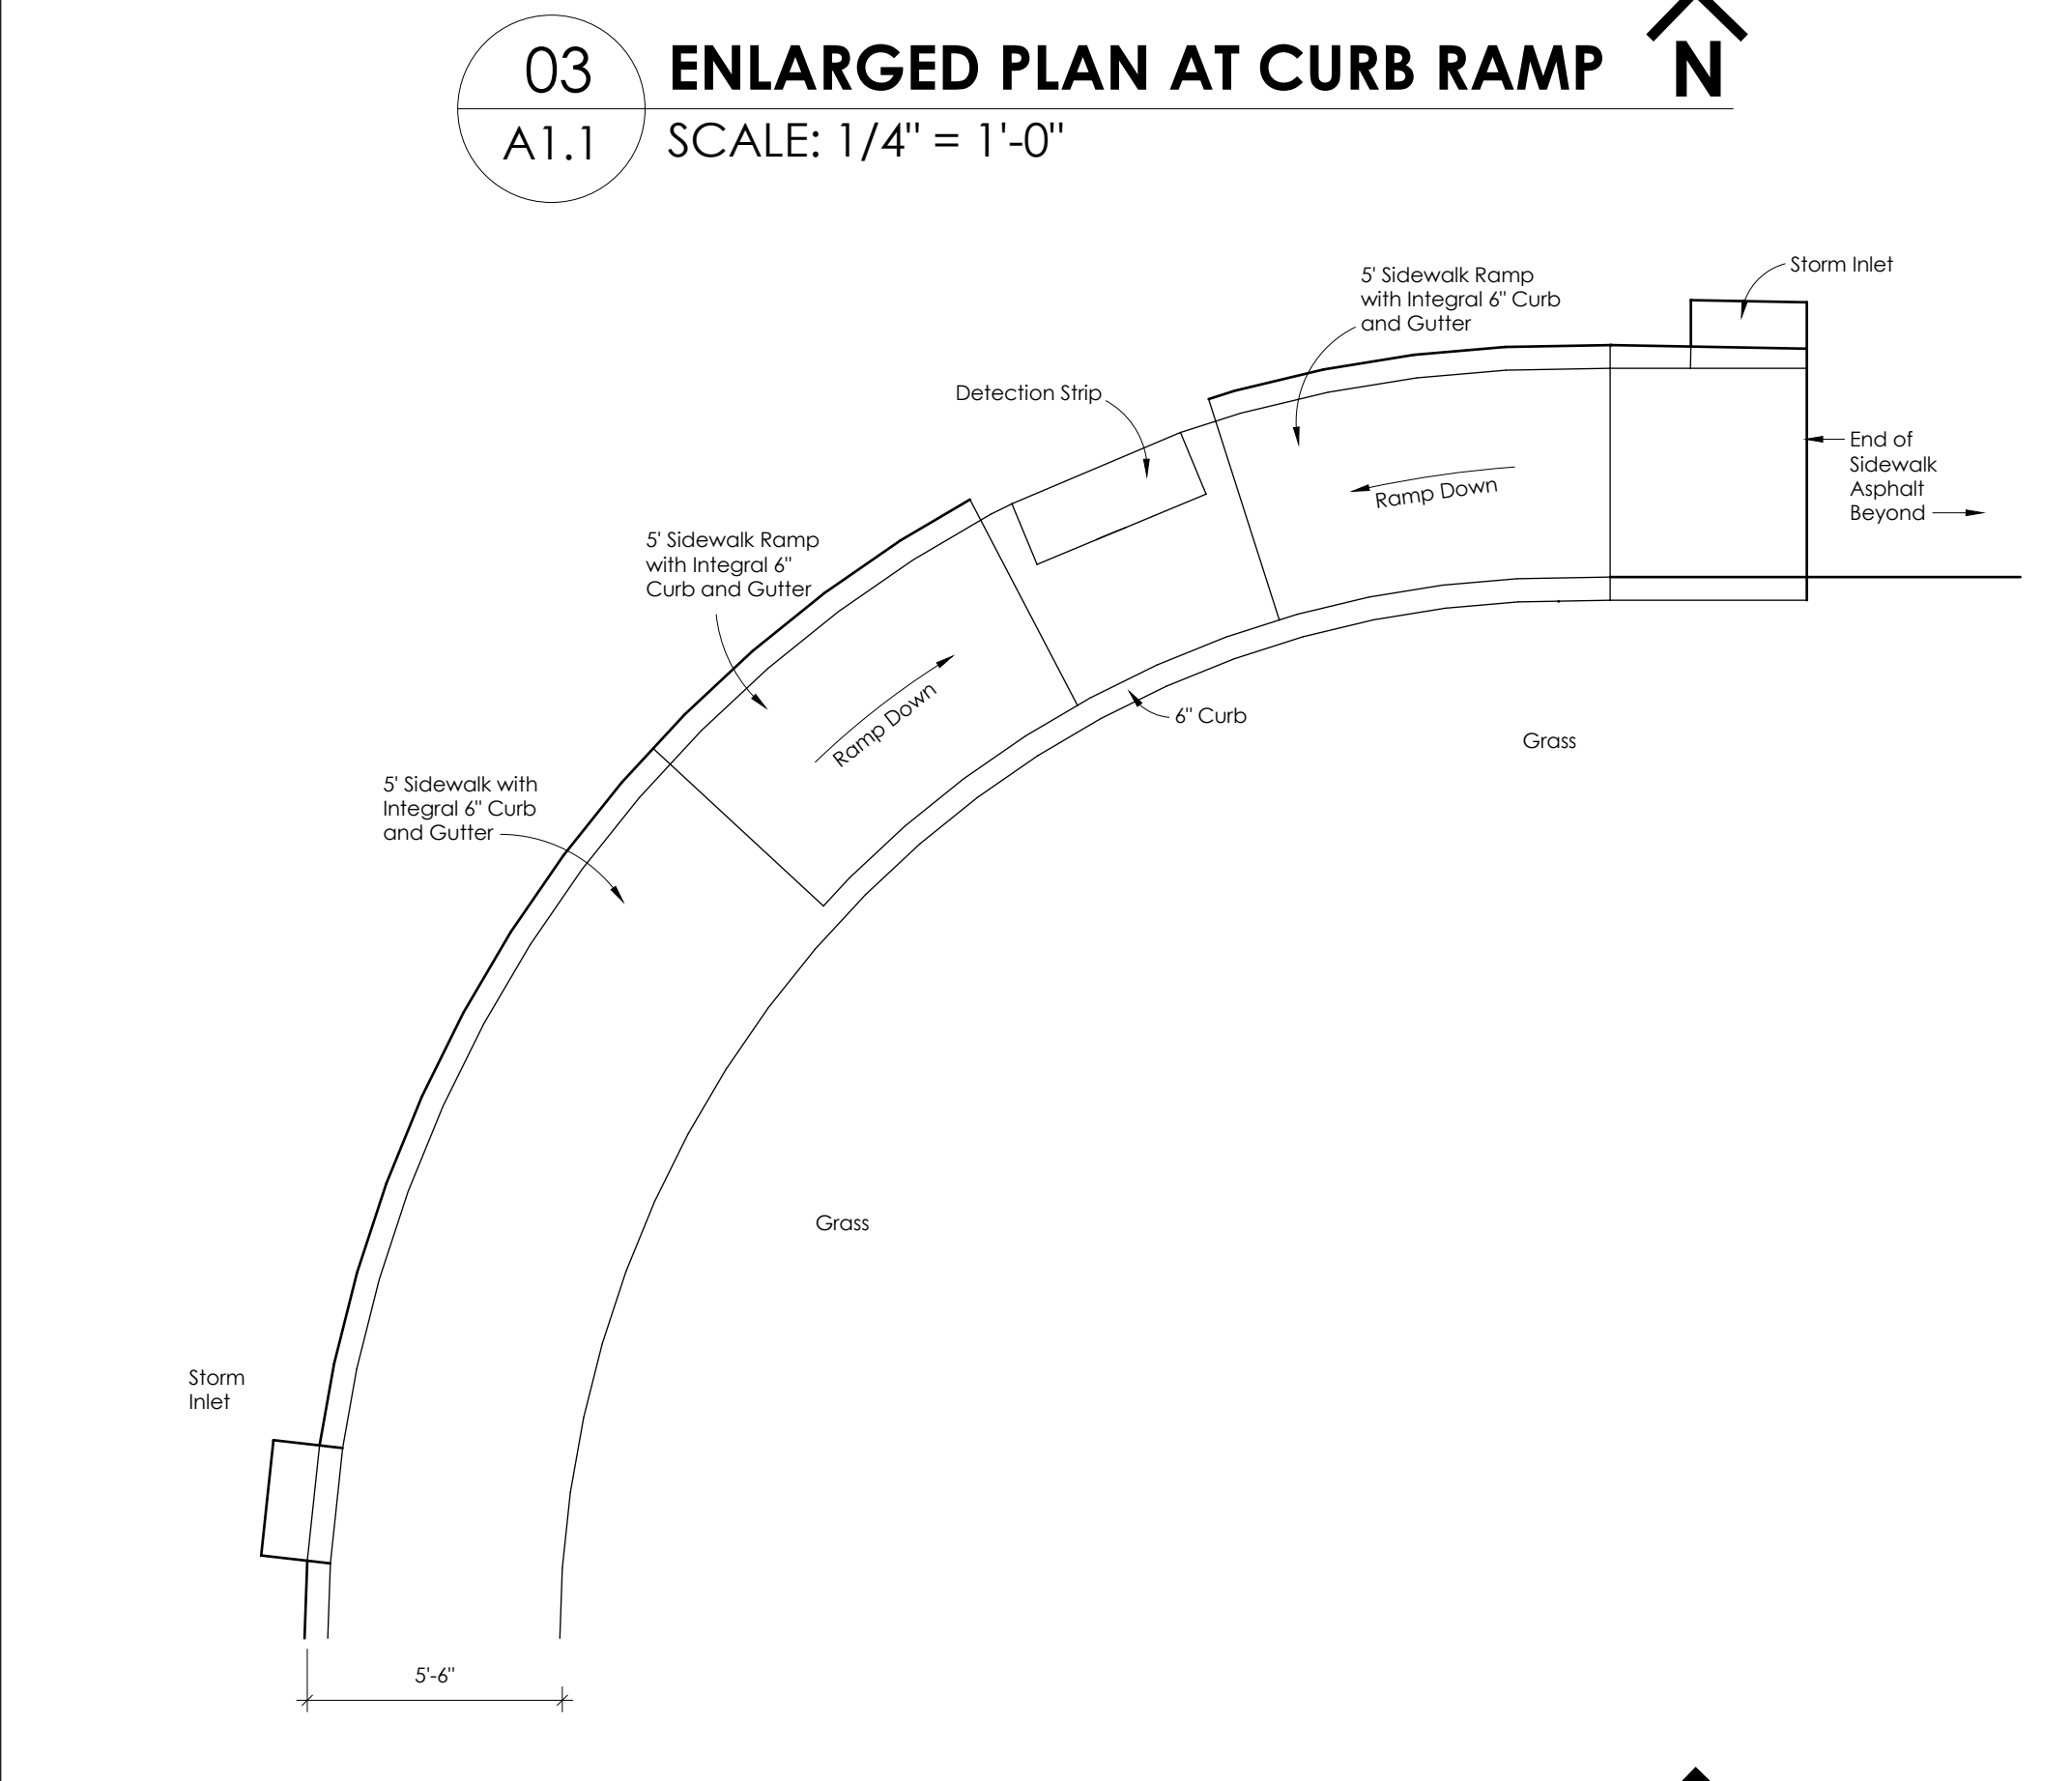 03
ENLARGED PLAN AT CURB RAMP
N
A1.1
SCALE: 1/4" = 1'-0"
Storm Inlet
5' Sidewalk Ramp
with Integral 6" Curb
and Gutter
Detection Strip
End of
Sidewalk
Asphalt
Beyond
Ramp Down
5' Sidewalk Ramp
with Integral 6"
Curb and Gutter
Ramp Down
6" Curb
Grass
5' Sidewalk with
Integral 6" Curb
and Gutter
Grass
Storm
Inlet
5'-6"